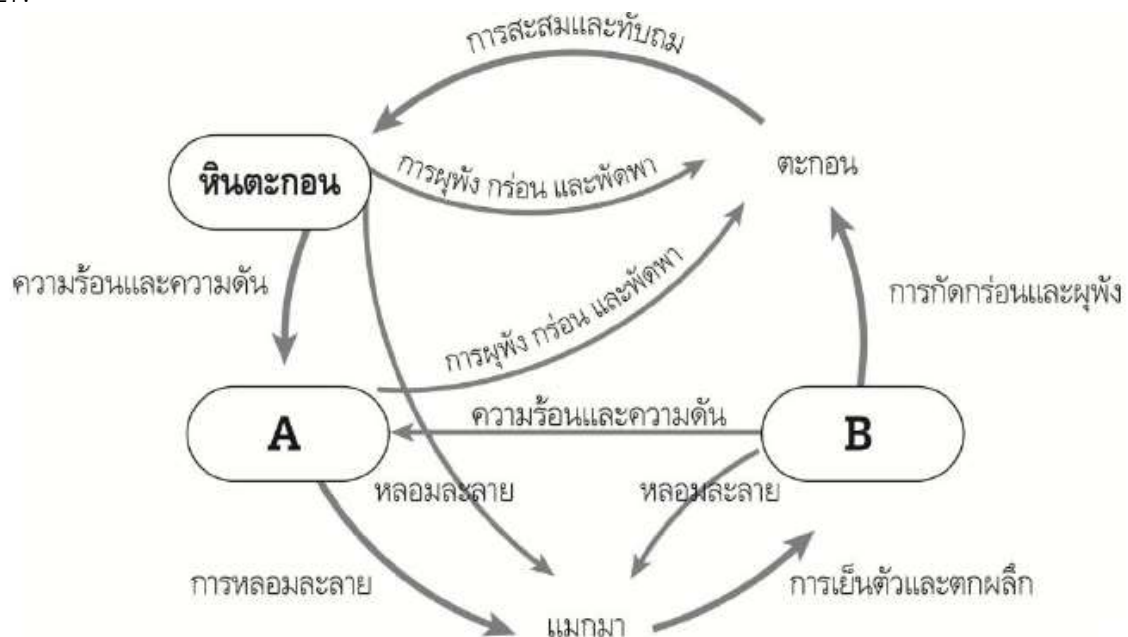 การสะสมและทับถม
หินตะกอน
การผุพัง กร่อน และพัดพา
ตะกอน
ความร้อนและความดัน
การผุพัง กร่อน และพัดพา
การกัดกร่อนและผุพัง
A
ความร้อนและความดัน
B
หลอมละลาย
หลอมละลาย
การหลอมละลาย
การเย็นตัวและตกผลึก
แมกมา